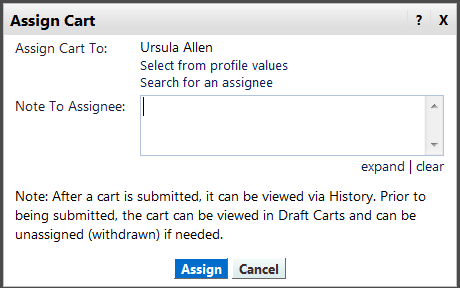 Assign Cart ? X
Assign Cart To: Ursula Allen
Select from profile values
Search for an assignee
Note To Assignee:
expand | clear
Note: After a cart is submitted, it can be viewed via History. Prior to
being submitted, the cart can be viewed in Draft Carts and can be
unassigned (withdrawn) if needed.
Assign Cancel